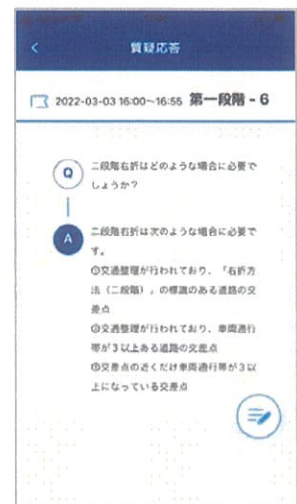 質疑応答
2022-03-03 16:00~16:55 第一段階 - 6
Q 二段階右折はどのような場合に必要で
しょうか？
A 二段階右折は次のような場合に必要で
す。
①交通整理が行われており、「右折方
法（二段階）」の標識のある道路の交
差点
②交通整理が行われており、車両通行
帯が3以上ある道路の交差点
③交差点の近くだけ車両通行帯が3以
上になっている交差点